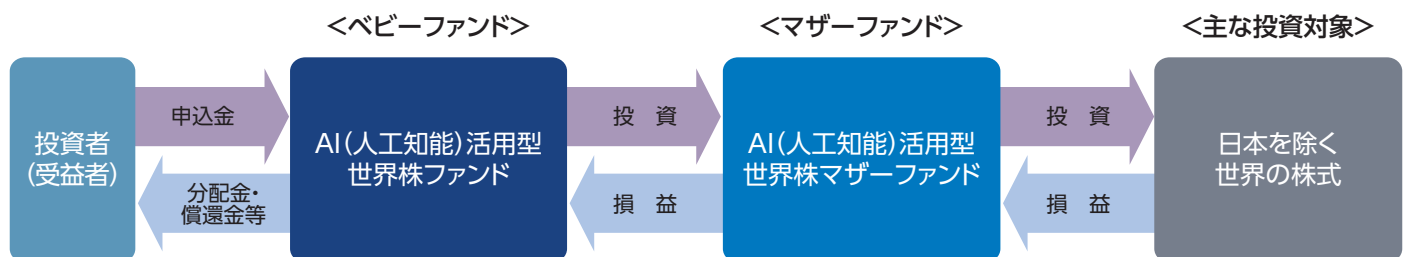 <ベビーファンド>
<マザーファンド>
<主な投資対象>
投資者
(受益者)
申込金
分配金・
償還金等
AI(人工知能)活用型
世界株ファンド
投　資
損　益
AI(人工知能)活用型
世界株マザーファンド
投　資
損　益
日本を除く
世界の株式